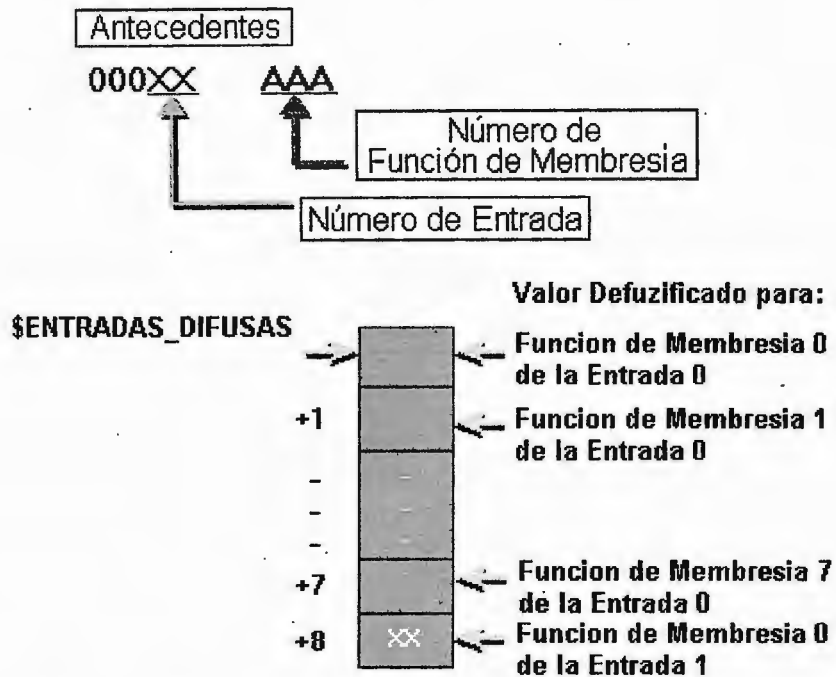 Antecedentes
000XX AAA
Número de
Función de Membresia
Número de Entrada
Valor Defuzificado para:
$ENTRADAS_DIFUSAS
Funcion de Membresia 0
de la Entrada 0
+1
Funcion de Membresia 1
de la Entrada 0
-
-
-
+7
Funcion de Membresia 7
de la Entrada 0
+8
XX
Funcion de Membresia 0
de la Entrada 1